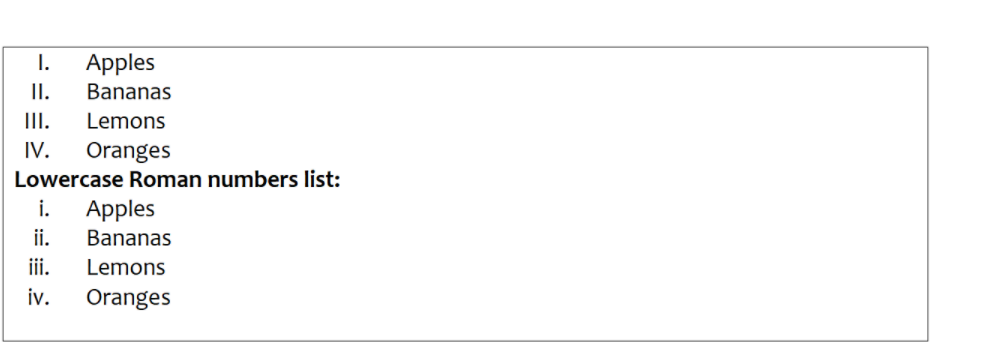 I. Apples
II. Bananas
III. Lemons
IV. Oranges
Lowercase Roman numbers list:
i. Apples
ii. Bananas
iii. Lemons
iv. Oranges